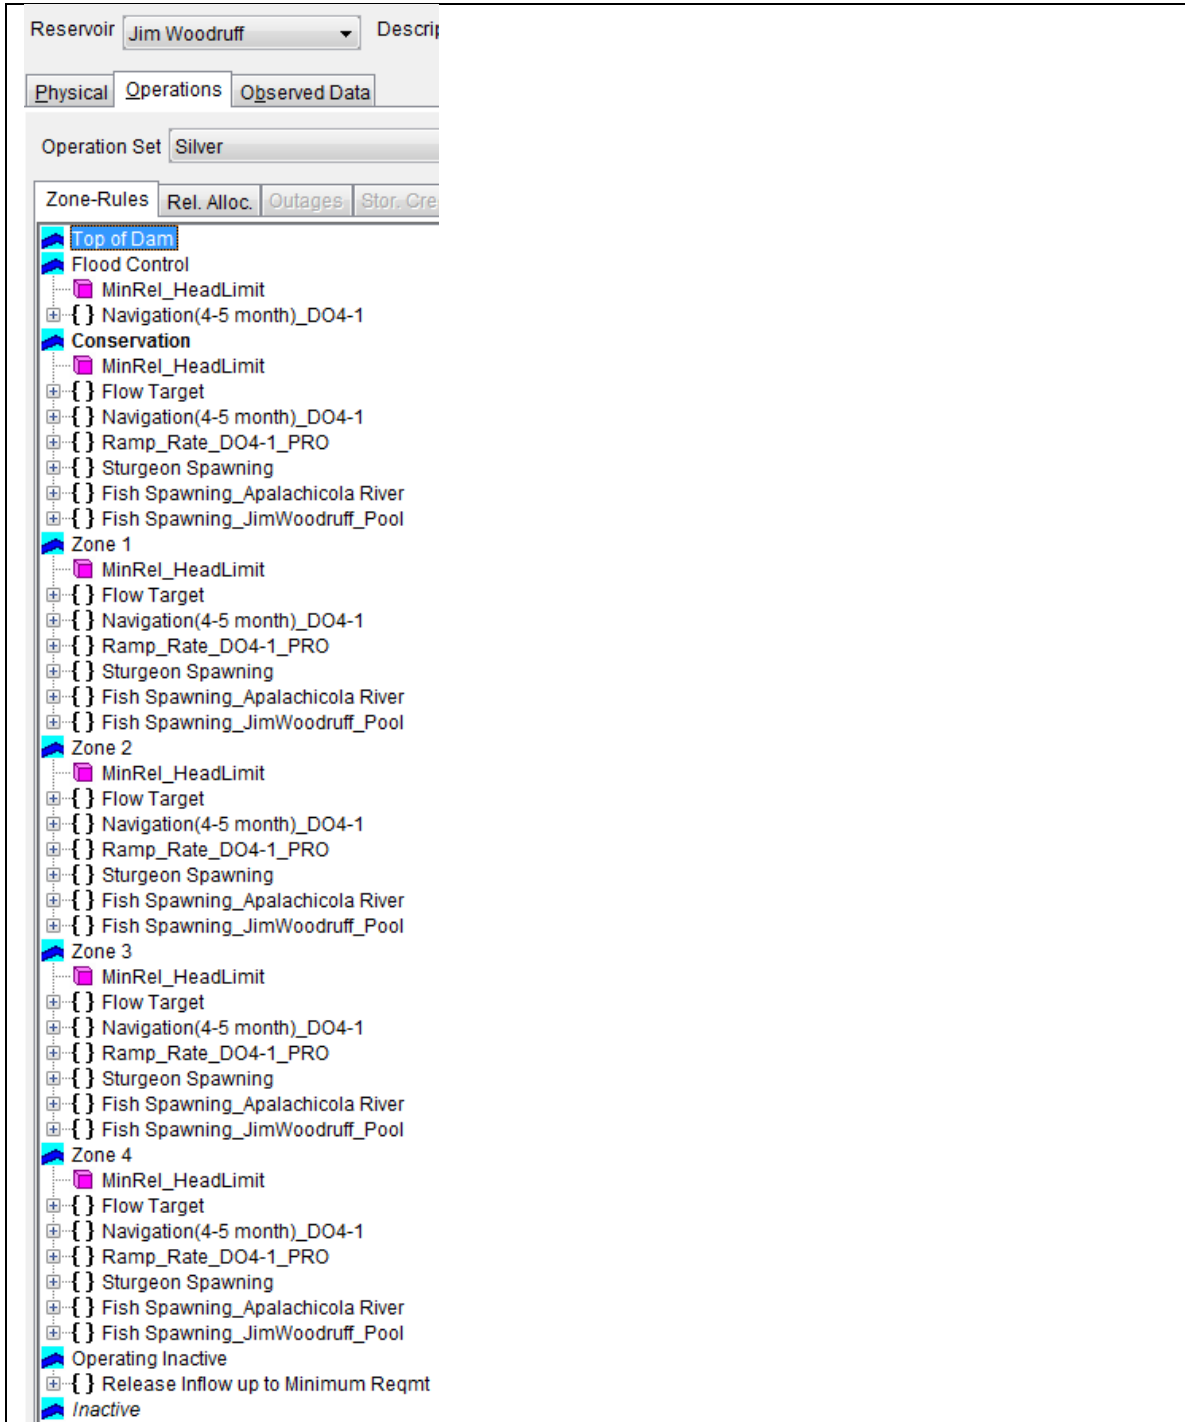 Reservoir Jim Woodruff Descrip
Physical Operations Observed Data
Operation Set Silver
Zone-Rules Rel. Alloc. Outages Stor. Cre
Top of Dam
Flood Control
MinRel_HeadLimit
{ } Navigation(4-5 month)_DO4-1
Conservation
MinRel_HeadLimit
{ } Flow Target
{ } Navigation(4-5 month)_DO4-1
{ } Ramp_Rate_DO4-1_PRO
{ } Sturgeon Spawning
{ } Fish Spawning_Apalachicola River
{ } Fish Spawning_JimWoodruff_Pool
Zone 1
MinRel_HeadLimit
{ } Flow Target
{ } Navigation(4-5 month)_DO4-1
{ } Ramp_Rate_DO4-1_PRO
{ } Sturgeon Spawning
{ } Fish Spawning_Apalachicola River
{ } Fish Spawning_JimWoodruff_Pool
Zone 2
MinRel_HeadLimit
{ } Flow Target
{ } Navigation(4-5 month)_DO4-1
{ } Ramp_Rate_DO4-1_PRO
{ } Sturgeon Spawning
{ } Fish Spawning_Apalachicola River
{ } Fish Spawning_JimWoodruff_Pool
Zone 3
MinRel_HeadLimit
{ } Flow Target
{ } Navigation(4-5 month)_DO4-1
{ } Ramp_Rate_DO4-1_PRO
{ } Sturgeon Spawning
{ } Fish Spawning_Apalachicola River
{ } Fish Spawning_JimWoodruff_Pool
Zone 4
MinRel_HeadLimit
{ } Flow Target
{ } Navigation(4-5 month)_DO4-1
{ } Ramp_Rate_DO4-1_PRO
{ } Sturgeon Spawning
{ } Fish Spawning_Apalachicola River
{ } Fish Spawning_JimWoodruff_Pool
Operating Inactive
{ } Release Inflow up to Minimum Reqmt
Inactive